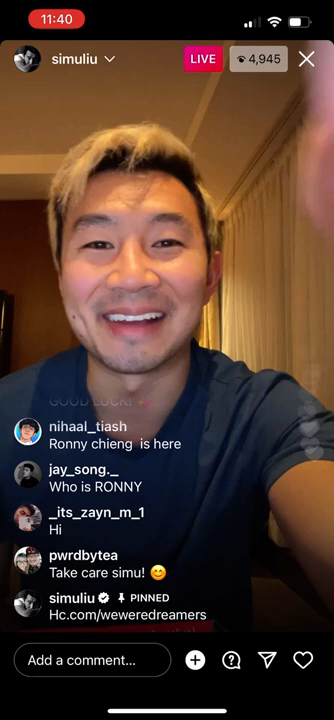 11:40
simuliu
LIVE
4,945
GOOD LUCK!
nihaal_tiash
Ronny chieng is here
jay_song._
Who is RONNY
_its_zayn_m_1
Hi
pwrdbytea
Take care simu! 😊
simuliu PINNED
Hc.com/weweredreamers
Add a comment...